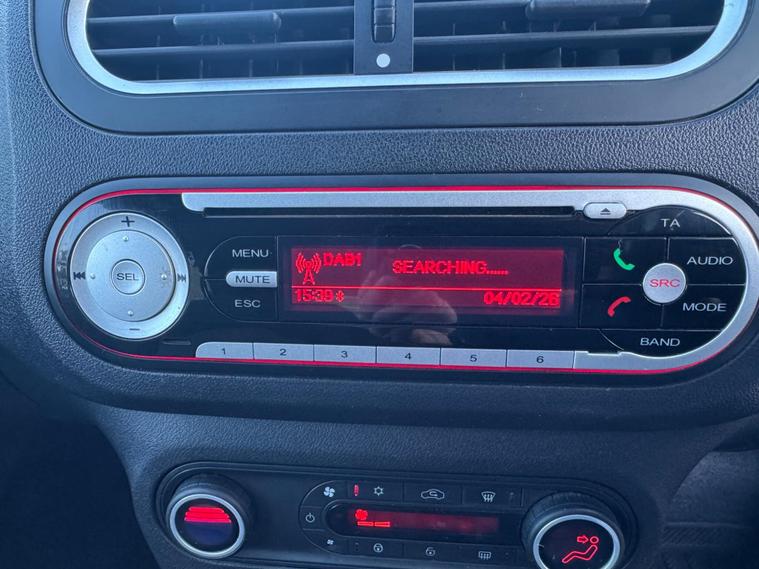 +
TA
MENU
DAB1 SEARCHING......
AUDIO
SEL
MUTE
SRC
ESC
15:39 04/02/26
MODE
−
BAND
1 2 3 4 5 6